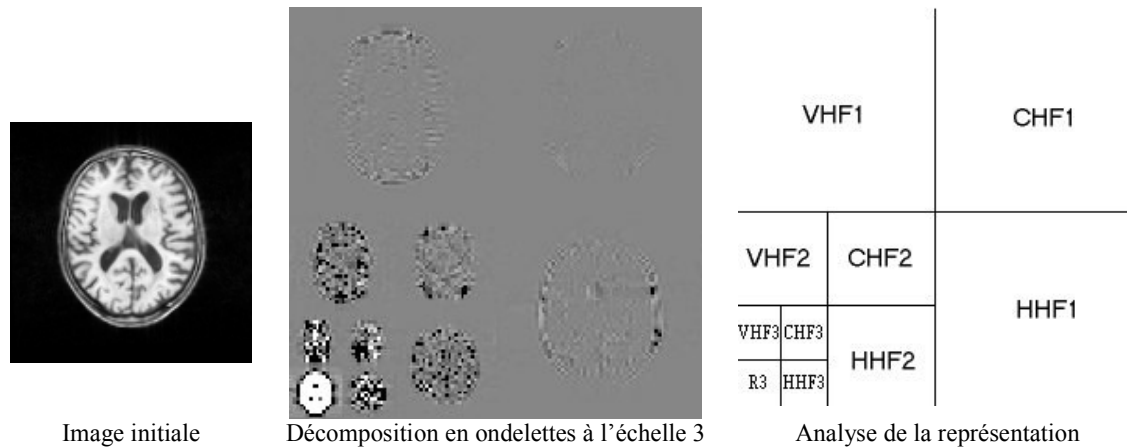 VHF1 CHF1
VHF2 CHF2
HHF1
VHF3 CHF3
HHF2
R3 HHF3
Image initiale Décomposition en ondelettes à l'échelle 3 Analyse de la représentation